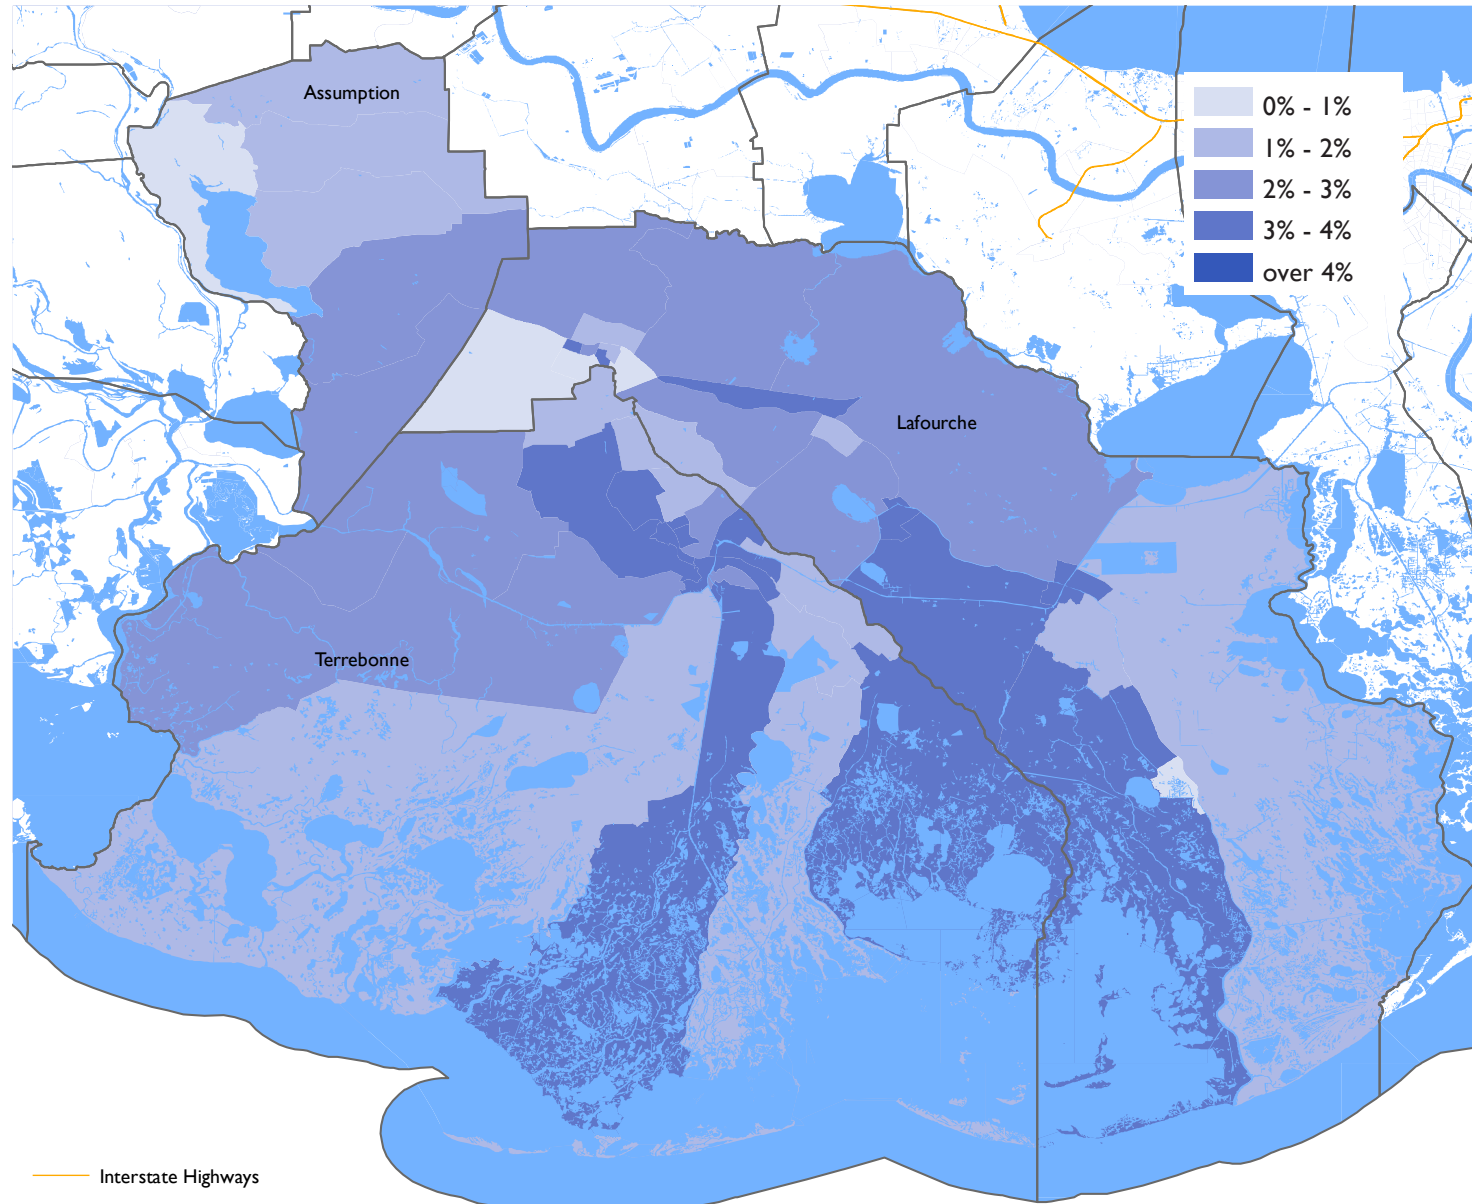 Assumption
0% - 1%
1% - 2%
2% - 3%
3% - 4%
over 4%
Lafourche
Terrebonne
Interstate Highways